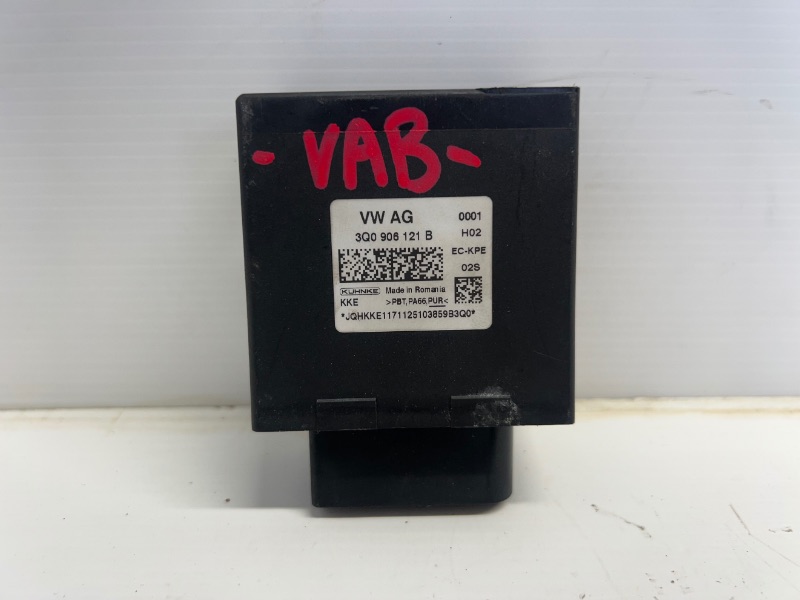 - VAB -
VW AG 0001
3Q0 906 121 B H02
EC-KPE
02S
KUHNKE Made in Romania
KKE >PBT,PA66,PUR<
*JQHKKE1171125103859B3Q0*